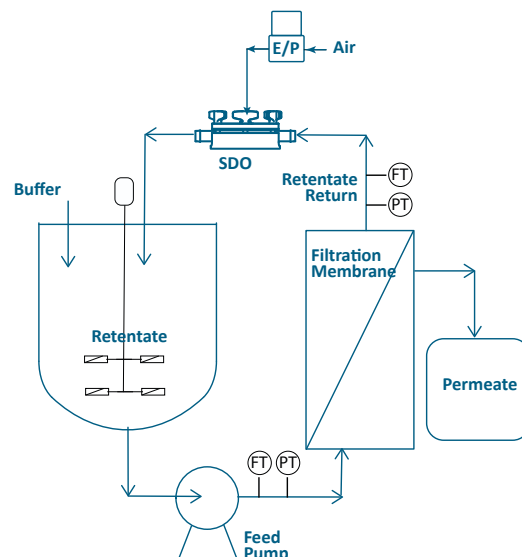 E/P
Air
SDO
Retentate
Return
FT
PT
Buffer
Filtration
Membrane
Retentate
Permeate
FT
PT
Feed
Pump